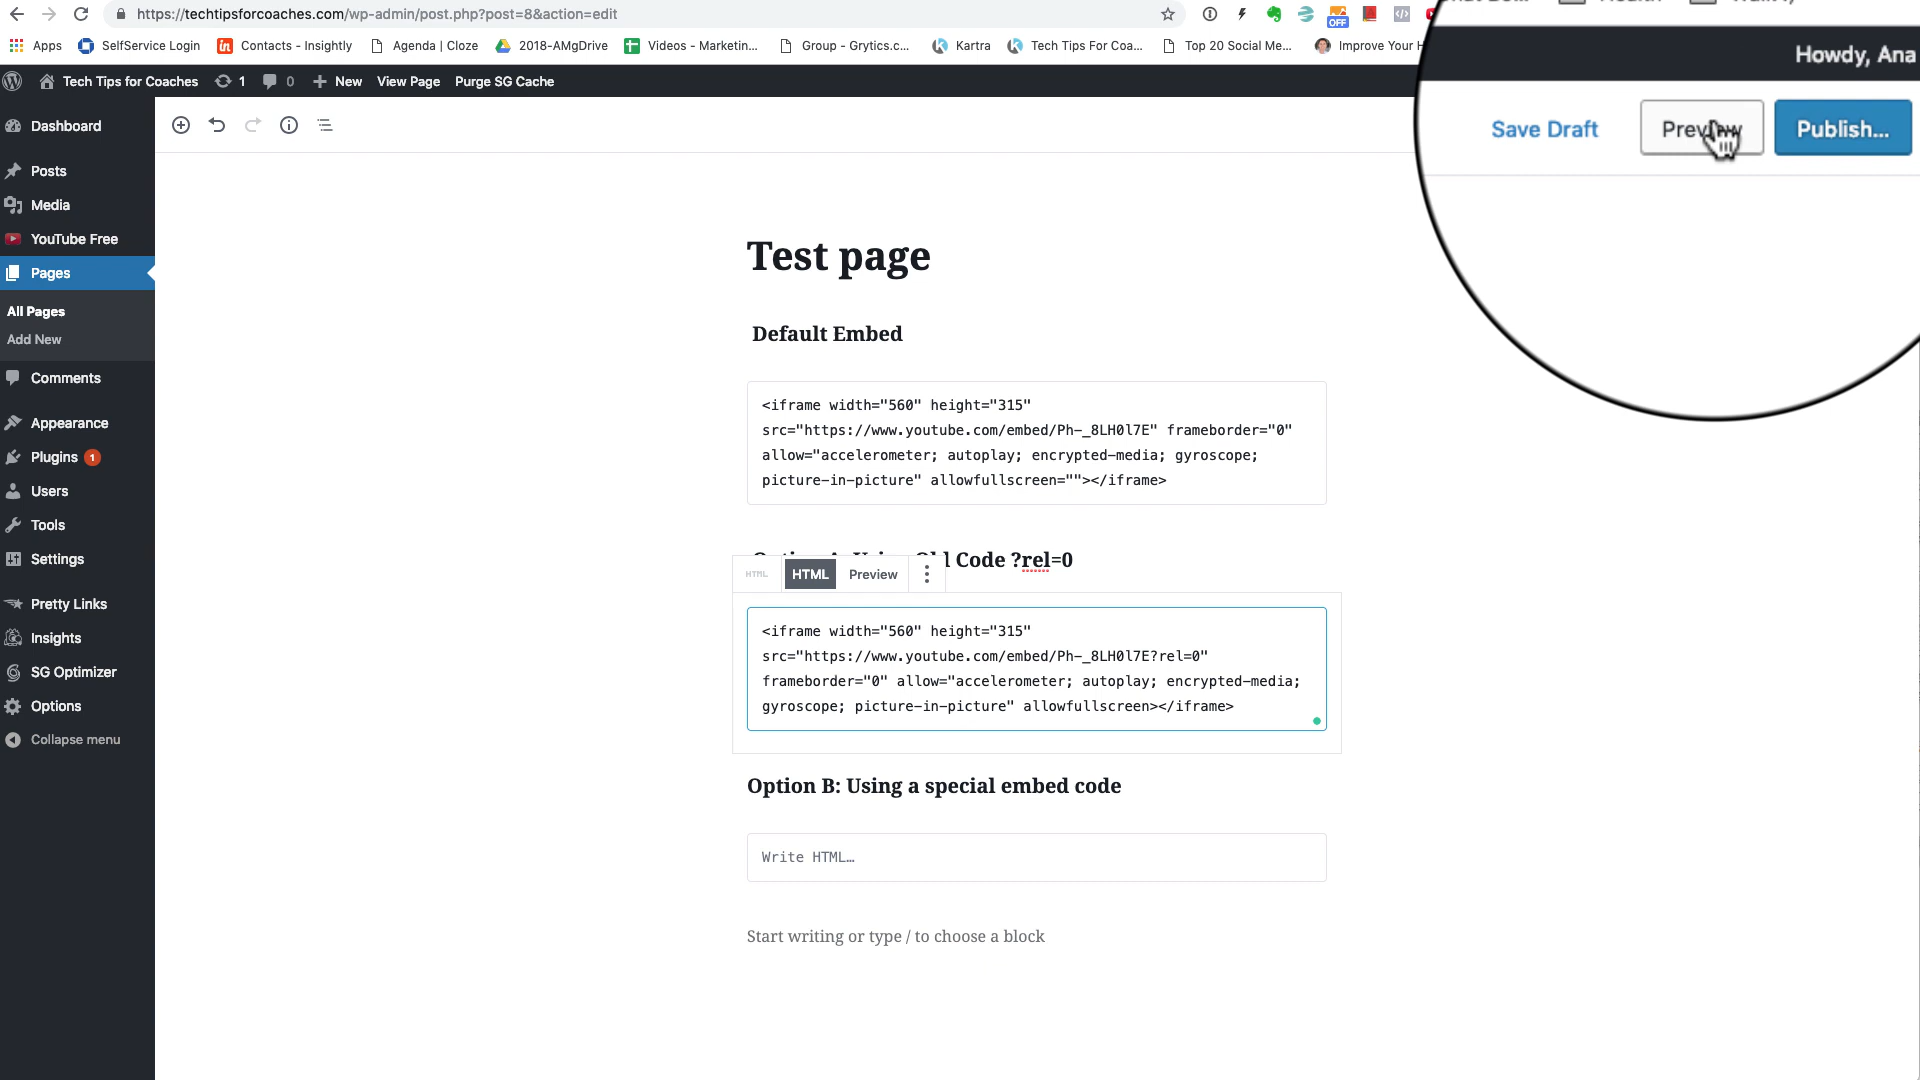 https://techtipsforcoaches.com/wp-admin/post.php?post=8&action=edit
OFF
Apps
SelfService Login
Contacts - Insightly
Agenda | Cloze
2018-AMgDrive
Videos - Marketin...
Group - Grytics.c...
Kartra
Tech Tips For Coa...
Top 20 Social Me...
Improve Your H
Howdy, Ana
Tech Tips for Coaches
1
0
New
View Page
Purge SG Cache
Save Draft
Preview
Publish...
Dashboard
Posts
Media
YouTube Free
Pages
All Pages
Add New
Comments
Appearance
Plugins 1
Users
Tools
Settings
Pretty Links
Insights
SG Optimizer
Options
Collapse menu
Test page
Default Embed
<iframe width="560" height="315"
src="https://www.youtube.com/embed/Ph-_8LH0l7E" frameborder="0"
allow="accelerometer; autoplay; encrypted-media; gyroscope;
picture-in-picture" allowfullscreen=""></iframe>
Code ?rel=0
HTML
HTML
Preview
<iframe width="560" height="315"
src="https://www.youtube.com/embed/Ph-_8LH0l7E?rel=0"
frameborder="0" allow="accelerometer; autoplay; encrypted-media;
gyroscope; picture-in-picture" allowfullscreen></iframe>
Option B: Using a special embed code
Write HTML…
Start writing or type / to choose a block